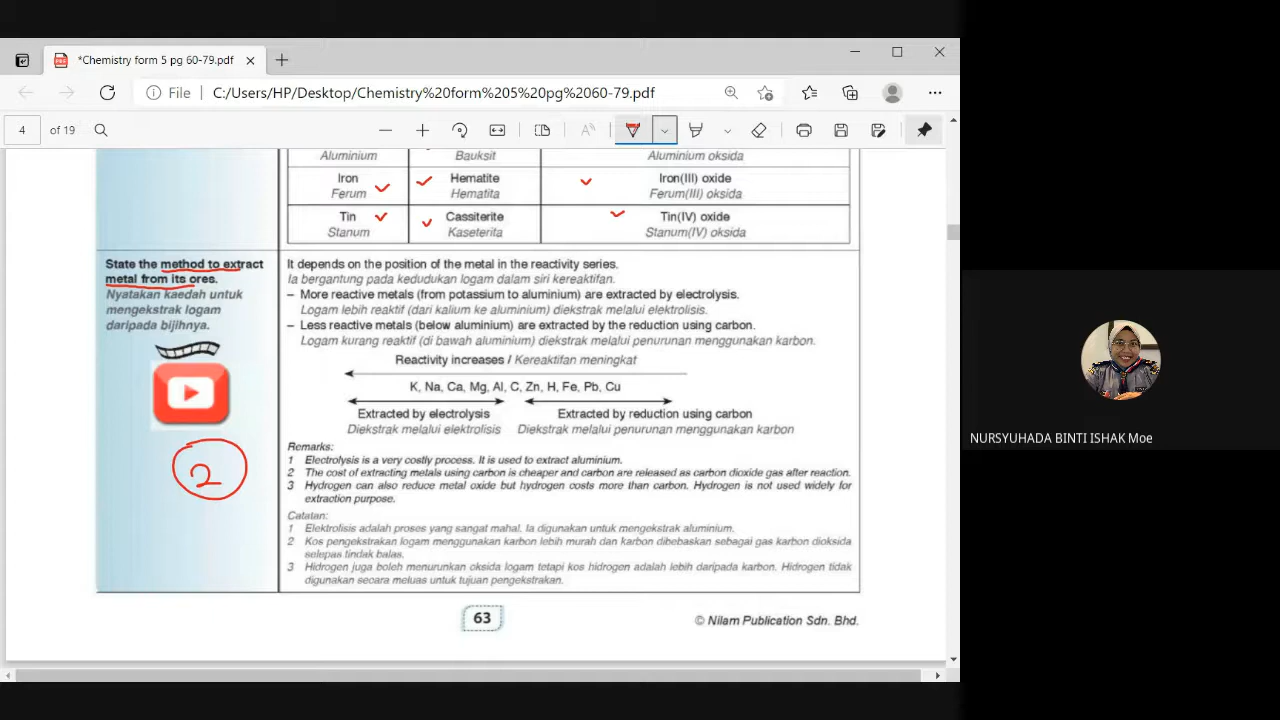 *Chemistry form 5 pg 60-79.pdf
File | C:/Users/HP/Desktop/Chemistry%20form%205%20pg%2060-79.pdf
4 of 19
Aluminium Bauksit Aluminium oksida
Iron Hematite Iron(III) oxide
Ferum Hematita Ferum(III) oksida
Tin Cassiterite Tin(IV) oxide
Stanum Kaseterita Stanum(IV) oksida
State the method to extract
metal from its ores.
Nyatakan kaedah untuk
mengekstrak logam
daripada bijihnya.
2
It depends on the position of the metal in the reactivity series.
Ia bergantung pada kedudukan logam dalam siri kereaktifan.
– More reactive metals (from potassium to aluminium) are extracted by electrolysis.
Logam lebih reaktif (dari kalium ke aluminium) diekstrak melalui elektrolisis.
– Less reactive metals (below aluminium) are extracted by the reduction using carbon.
Logam kurang reaktif (di bawah aluminium) diekstrak melalui penurunan menggunakan karbon.
Reactivity increases / Kereaktifan meningkat
K, Na, Ca, Mg, Al, C, Zn, H, Fe, Pb, Cu
Extracted by electrolysis Extracted by reduction using carbon
Diekstrak melalui elektrolisis Diekstrak melalui penurunan menggunakan karbon
Remarks:
1 Electrolysis is a very costly process. It is used to extract aluminium.
2 The cost of extracting metals using carbon is cheaper and carbon are released as carbon dioxide gas after reaction.
3 Hydrogen can also reduce metal oxide but hydrogen costs more than carbon. Hydrogen is not used widely for
extraction purpose.
Catatan:
1 Elektrolisis adalah proses yang sangat mahal. Ia digunakan untuk mengekstrak aluminium.
2 Kos pengekstrakan logam menggunakan karbon lebih murah dan karbon dibebaskan sebagai gas karbon dioksida
selepas tindak balas.
3 Hidrogen juga boleh menurunkan oksida logam tetapi kos hidrogen adalah lebih daripada karbon. Hidrogen tidak
digunakan secara meluas untuk tujuan pengekstrakan.
63
© Nilam Publication Sdn. Bhd.
NURSYUHADA BINTI ISHAK Moe